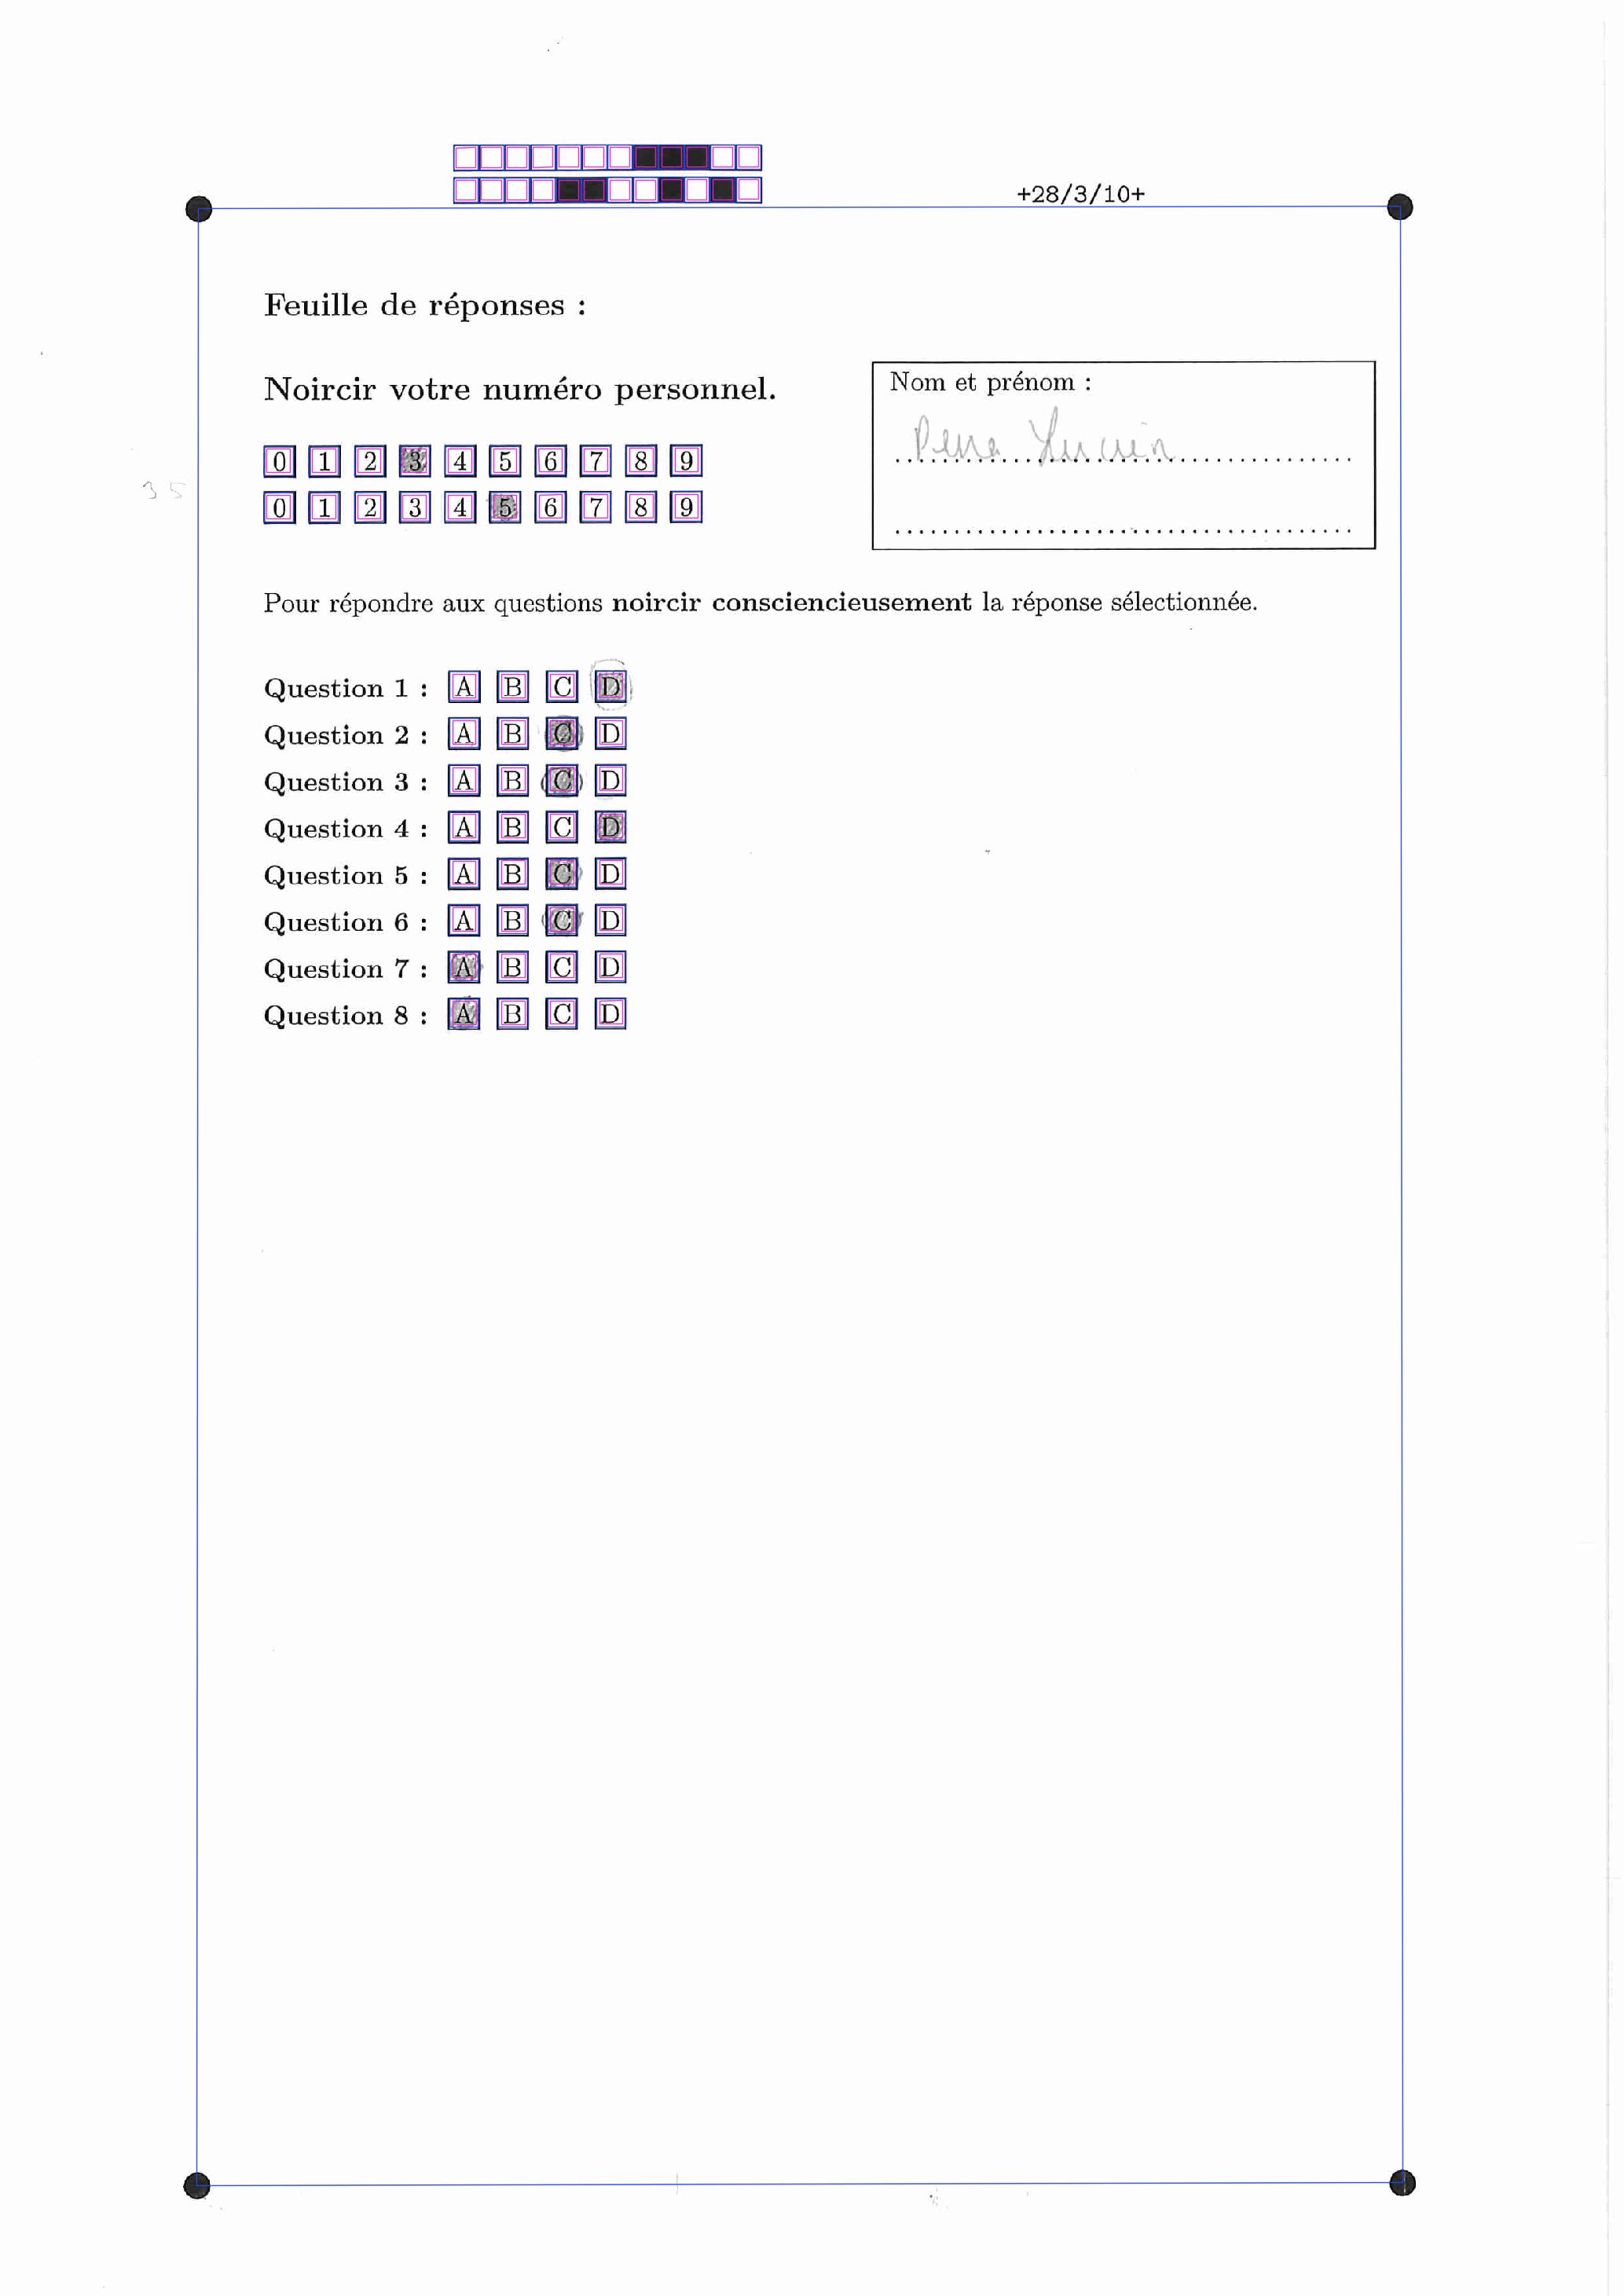 +28/3/10+
Feuille de réponses :
Noircir votre numéro personnel.
Nom et prénom :
Pena Lucien
0 1 2 3 4 5 6 7 8 9
35
0 1 2 3 4 5 6 7 8 9
Pour répondre aux questions noircir consciencieusement la réponse sélectionnée.
Question 1 : A B C D
Question 2 : A B C D
Question 3 : A B C D
Question 4 : A B C D
Question 5 : A B C D
Question 6 : A B C D
Question 7 : A B C D
Question 8 : A B C D